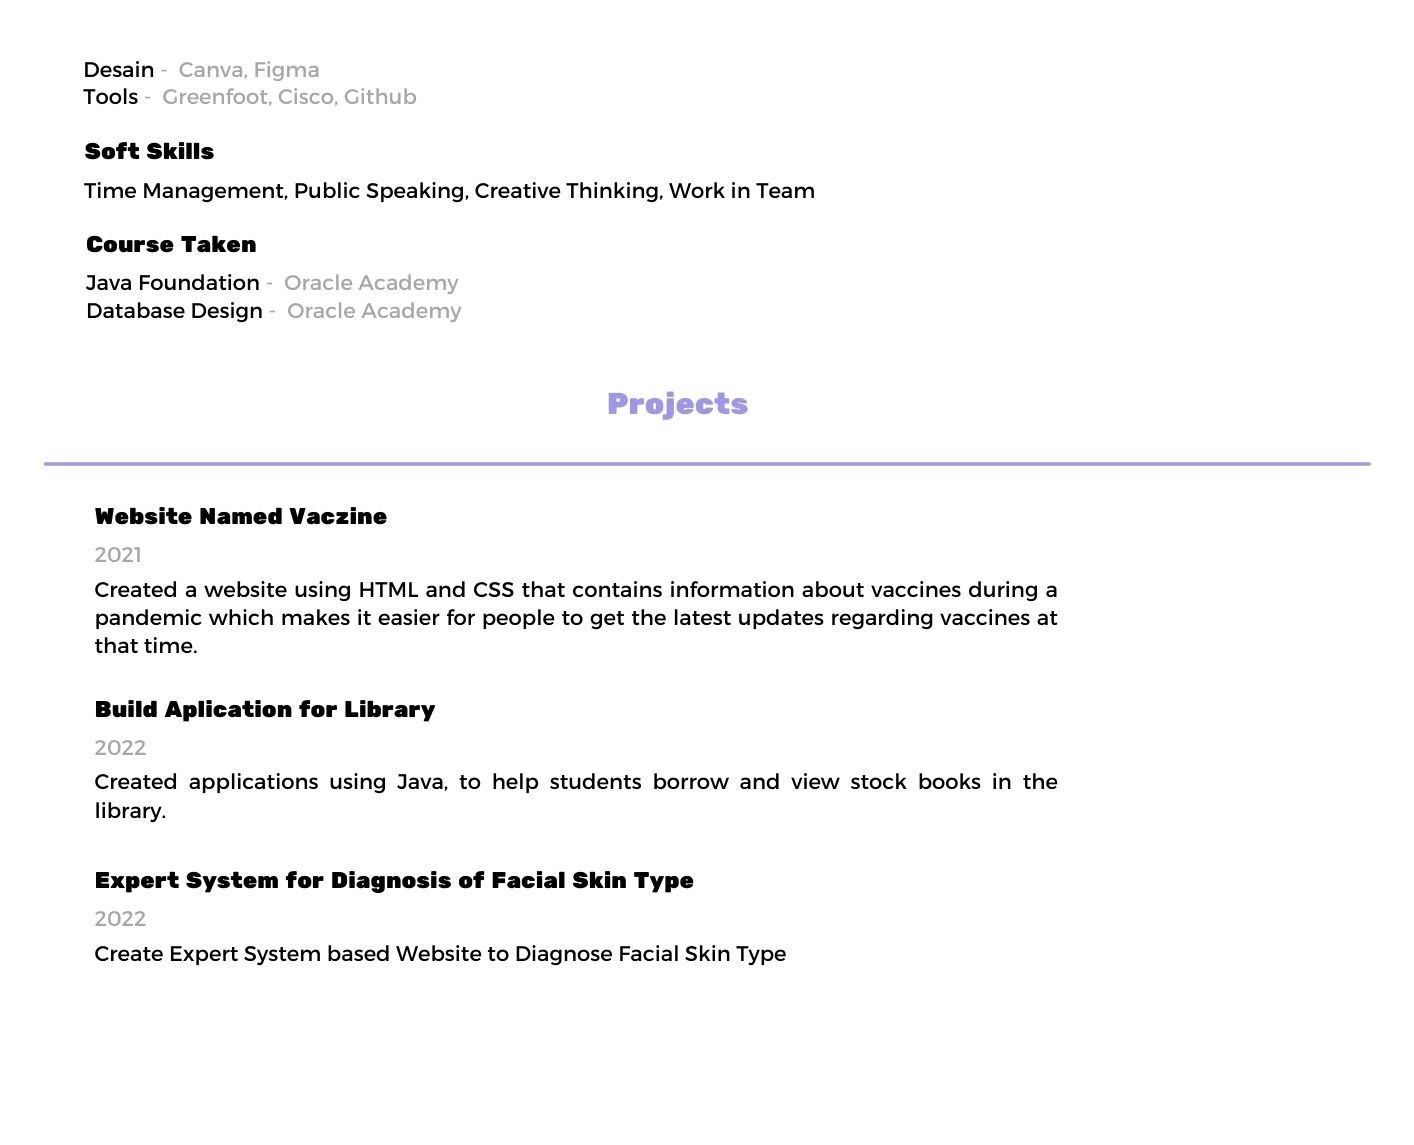 Desain - Canva, Figma
Tools - Greenfoot, Cisco, Github
Soft Skills
Time Management, Public Speaking, Creative Thinking, Work in Team
Course Taken
Java Foundation - Oracle Academy
Database Design - Oracle Academy
Projects
Website Named Vaczine
2021
Created a website using HTML and CSS that contains information about vaccines during a
pandemic which makes it easier for people to get the latest updates regarding vaccines at
that time.
Build Aplication for Library
2022
Created applications using Java, to help students borrow and view stock books in the
library.
Expert System for Diagnosis of Facial Skin Type
2022
Create Expert System based Website to Diagnose Facial Skin Type